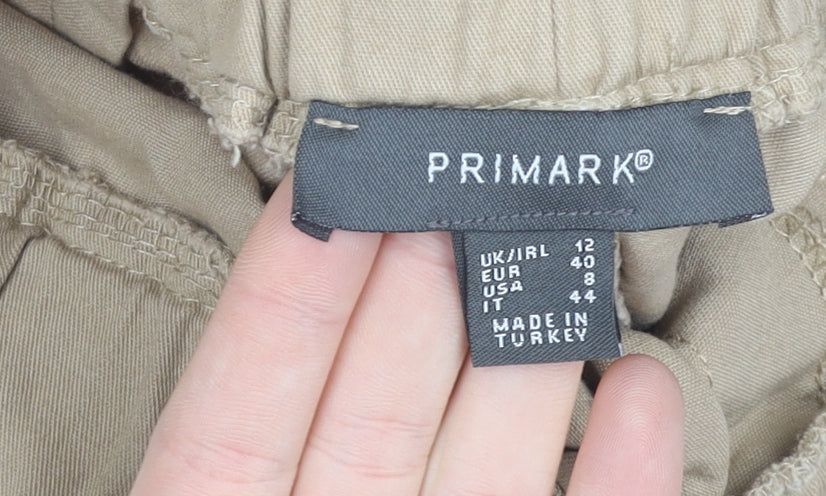 PRIMARK®
UK/IRL 12
EUR 40
USA 8
IT 44
MADE IN
TURKEY